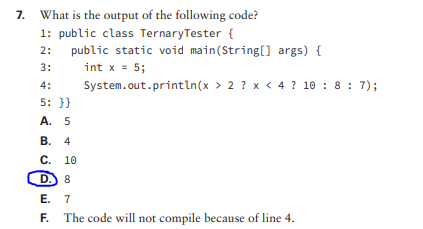 7. What is the output of the following code?
1: public class TernaryTester {
2:   public static void main(String[] args) {
3:     int x = 5;
4:     System.out.println(x > 2 ? x < 4 ? 10 : 8 : 7);
5: }}
A. 5
B. 4
C. 10
D. 8
E. 7
F. The code will not compile because of line 4.